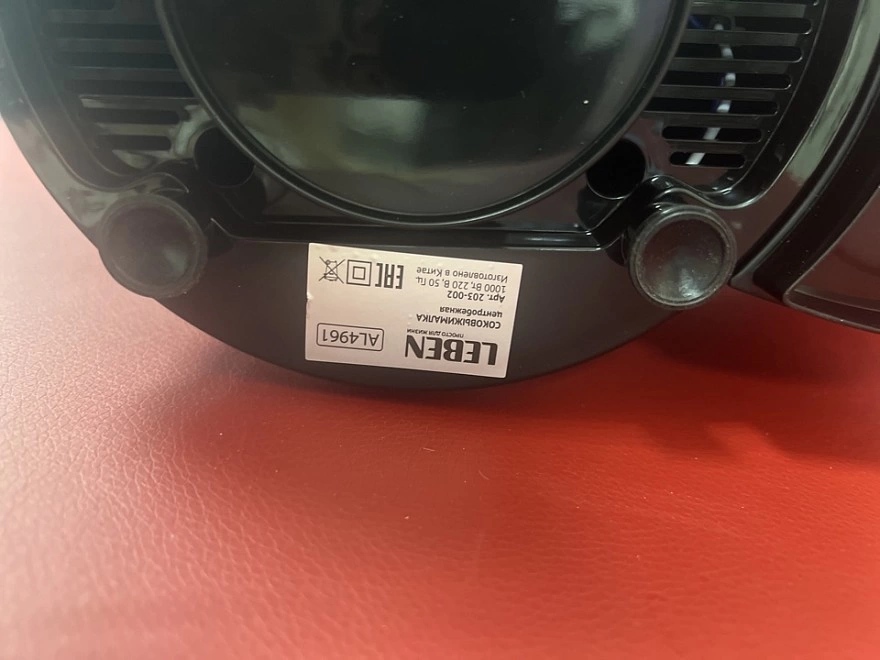 LEBEN
ПРОСТО ДЛЯ ЖИЗНИ
AL4961
СОКОВЫЖИМАЛКА
центробежная
Арт. 203-002
1000 Вт, 220 В, 50 Гц
Изготовлено в Китае
EAC